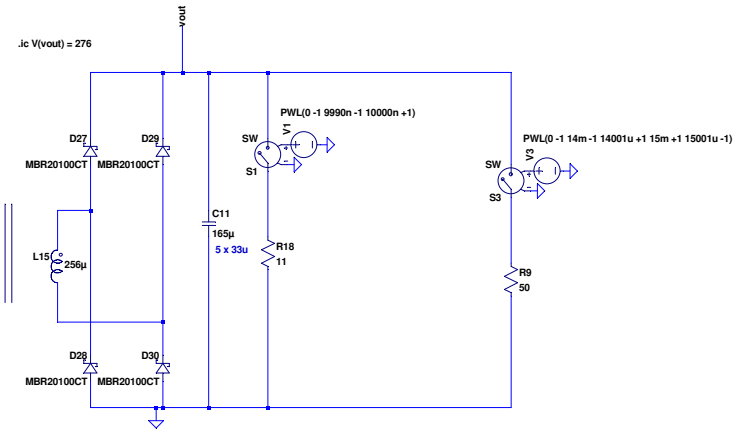 vout
.ic V(vout) = 276
PWL(0 -1 9990n -1 10000n +1)
V1
SW
S1
PWL(0 -1 14m -1 14001u +1 15m +1 15001u -1)
V3
SW
S3
D27
MBR20100CT
D29
MBR20100CT
C11
165µ
5 x 33u
R18
11
L15
256µ
R9
50
D28
MBR20100CT
D30
MBR20100CT